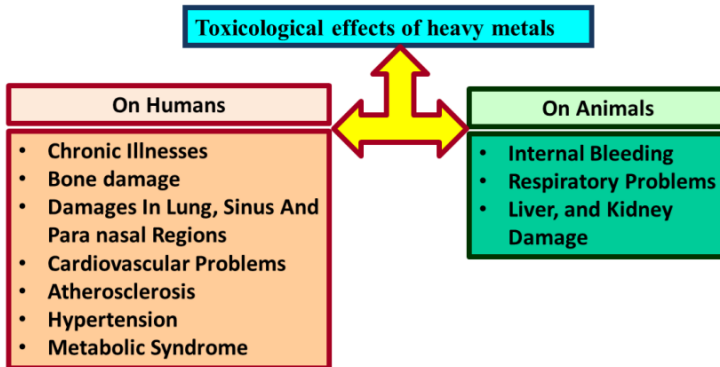 Toxicological effects of heavy metals
On Humans
• Chronic Illnesses
• Bone damage
• Damages In Lung, Sinus And
Para nasal Regions
• Cardiovascular Problems
• Atherosclerosis
• Hypertension
• Metabolic Syndrome
On Animals
• Internal Bleeding
• Respiratory Problems
• Liver, and Kidney
Damage